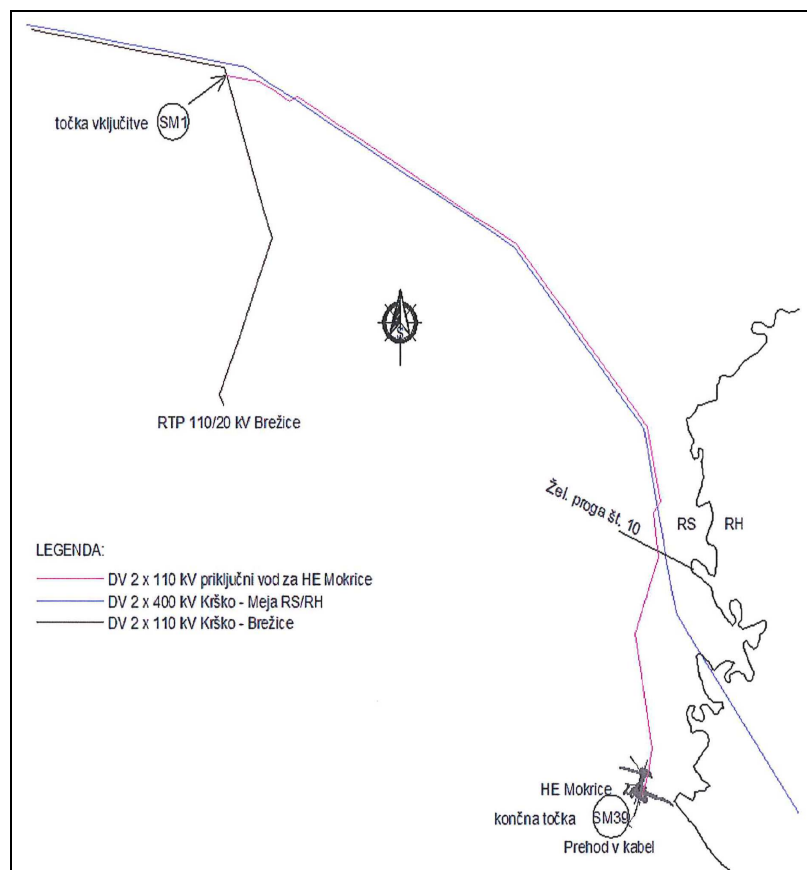 točka vključitve SM1
S
RTP 110/20 kV Brežice
Žel. proga št. 10
RS RH
LEGENDA:
DV 2 x 110 kV priključni vod za HE Mokrice
DV 2 x 400 kV Krško - Meja RS/RH
DV 2 x 110 kV Krško - Brežice
HE Mokrice
končna točka SM39
Prehod v kabel